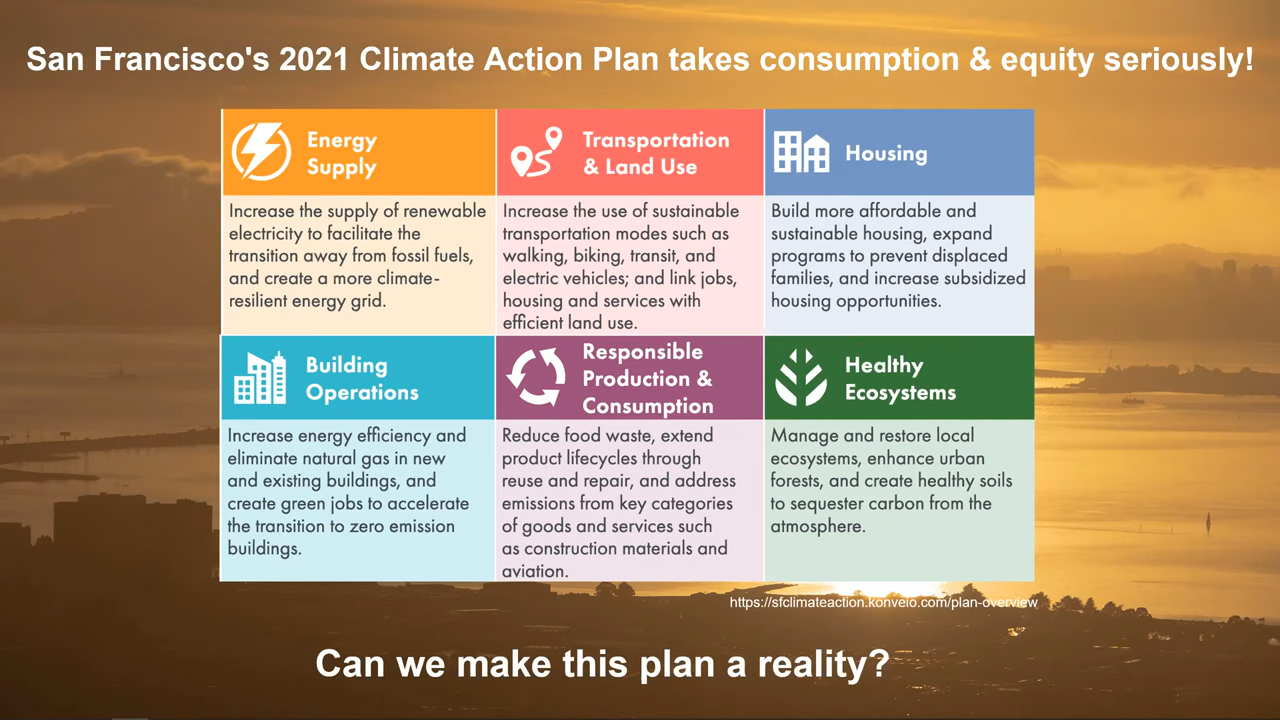 San Francisco's 2021 Climate Action Plan takes consumption & equity seriously!
Energy
Supply
Increase the supply of renewable
electricity to facilitate the
transition away from fossil fuels,
and create a more climate-
resilient energy grid.
Transportation
& Land Use
Increase the use of sustainable
transportation modes such as
walking, biking, transit, and
electric vehicles; and link jobs,
housing and services with
efficient land use.
Housing
Build more affordable and
sustainable housing, expand
programs to prevent displaced
families, and increase subsidized
housing opportunities.
Building
Operations
Increase energy efficiency and
eliminate natural gas in new
and existing buildings, and
create green jobs to accelerate
the transition to zero emission
buildings.
Responsible
Production &
Consumption
Reduce food waste, extend
product lifecycles through
reuse and repair, and address
emissions from key categories
of goods and services such
as construction materials and
aviation.
Healthy
Ecosystems
Manage and restore local
ecosystems, enhance urban
forests, and create healthy soils
to sequester carbon from the
atmosphere.
https://sfclimateaction.konveio.com/plan-overview
Can we make this plan a reality?